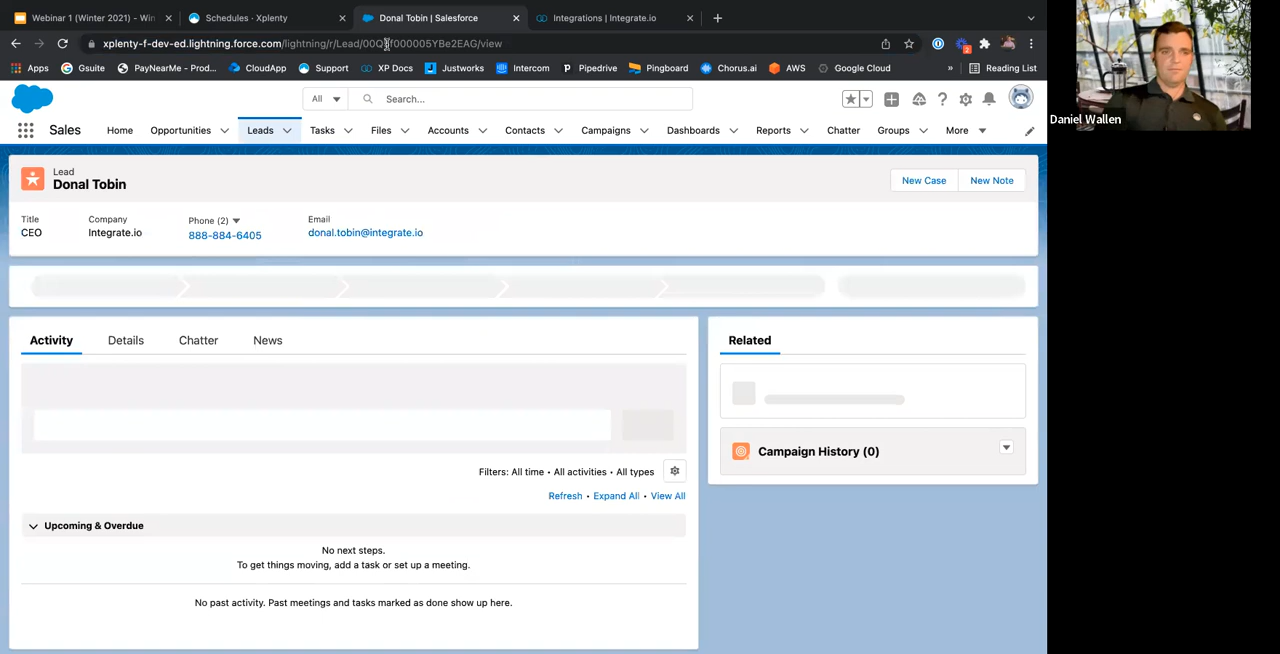 Webinar 1 (Winter 2021) - Win
Schedules · Xplenty
Donal Tobin | Salesforce
Integrations | Integrate.io
xplenty-f-dev-ed.lightning.force.com/lightning/r/Lead/00Q f000005YBe2EAG/view
Apps Gsuite PayNearMe - Prod... CloudApp Support XP Docs Justworks Intercom Pipedrive Pingboard Chorus.ai AWS Google Cloud » Reading List
All Search...
Sales Home Opportunities Leads Tasks Files Accounts Contacts Campaigns Dashboards Reports Chatter Groups More
Lead
Donal Tobin
New Case New Note
Title Company Phone (2) Email
CEO Integrate.io 888-884-6405 donal.tobin@integrate.io
Activity Details Chatter News
Related
Campaign History (0)
Filters: All time • All activities • All types
Refresh • Expand All • View All
Upcoming & Overdue
No next steps.
To get things moving, add a task or set up a meeting.
No past activity. Past meetings and tasks marked as done show up here.
Daniel Wallen